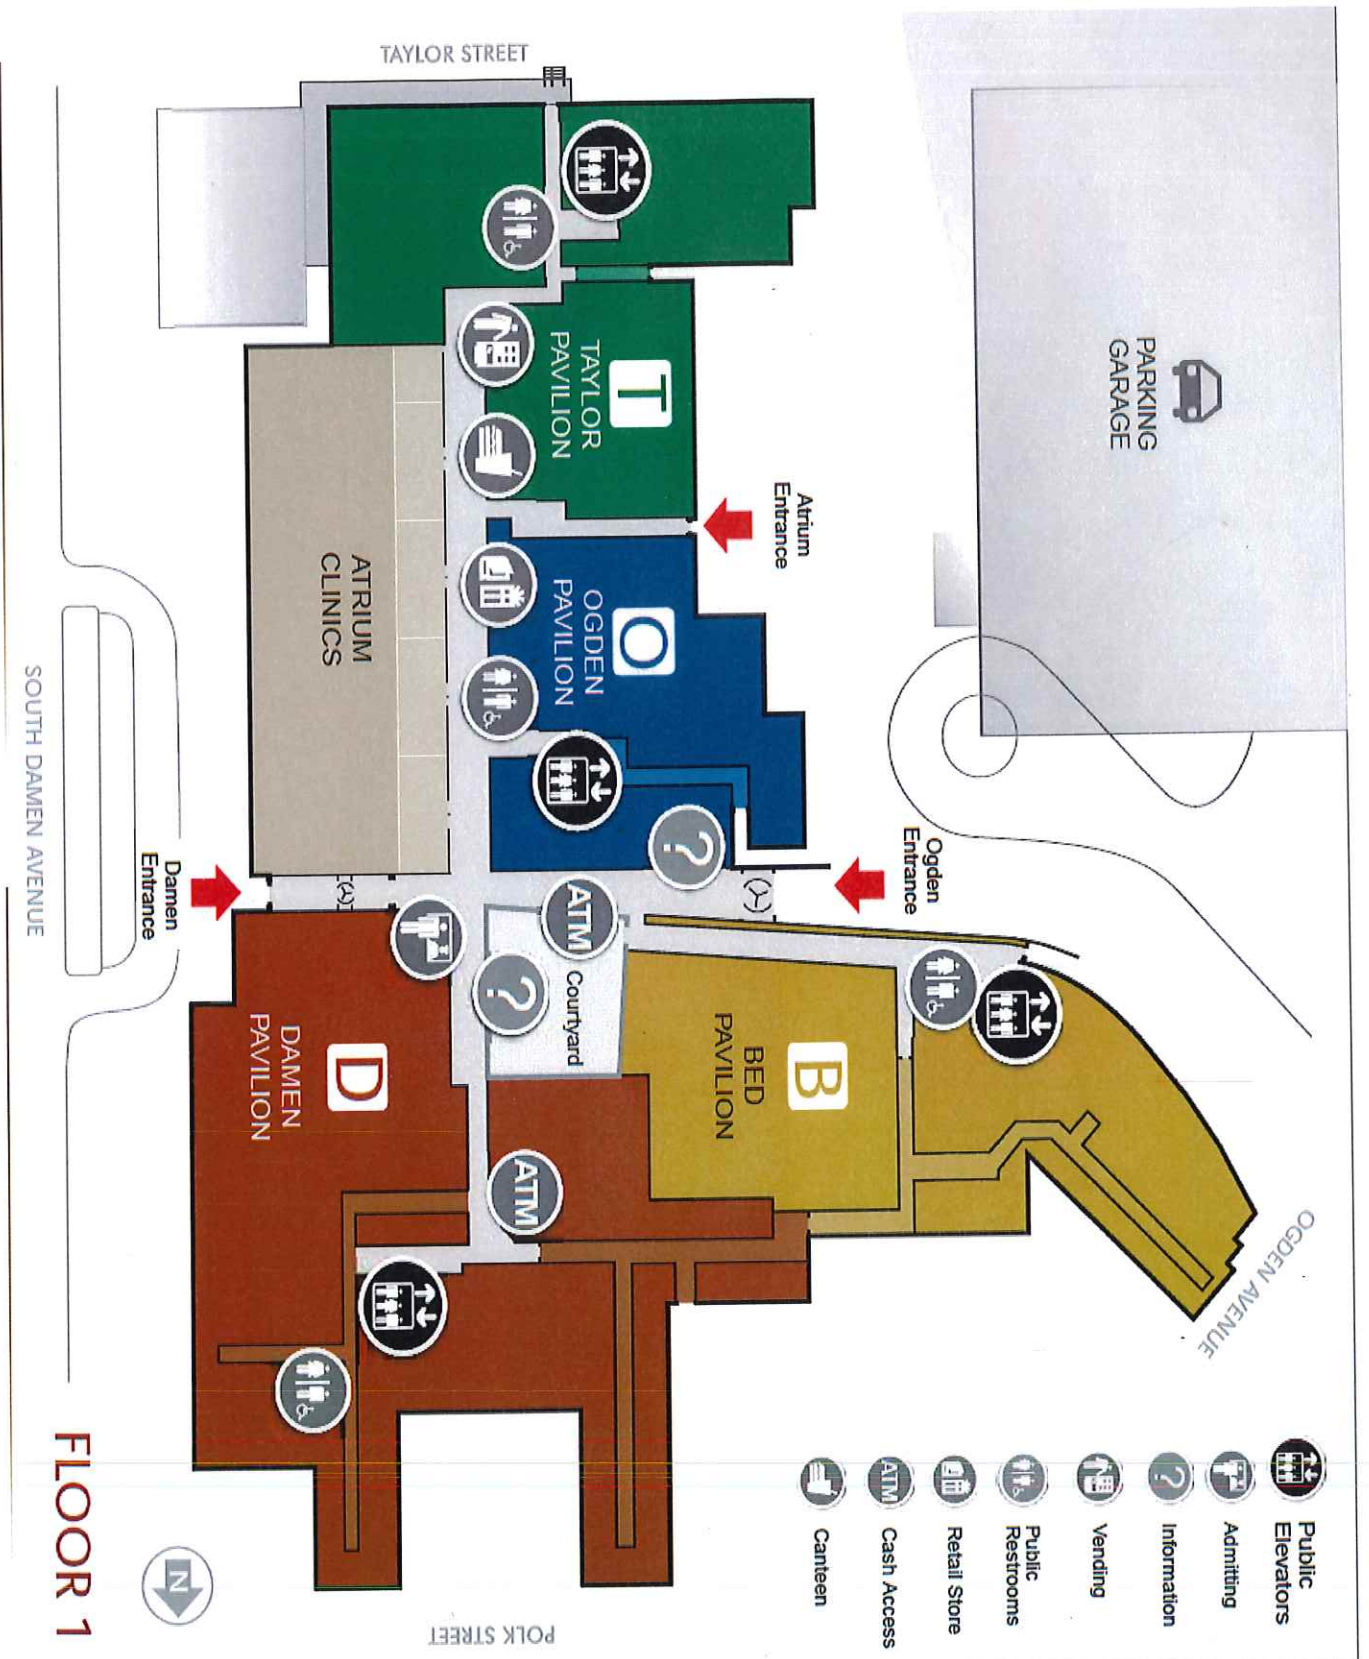 TAYLOR STREET
PARKING
GARAGE
T
TAYLOR
PAVILION
Atrium
Entrance
ATRIUM
CLINICS
O
OGDEN
PAVILION
Ogden
Entrance
SOUTH DAMEN AVENUE
Damen
Entrance
?
ATM
?
Courtyard
B
BED
PAVILION
D
DAMEN
PAVILION
ATM
OGDEN AVENUE
Public
Elevators
Admitting
?
Information
Vending
Public
Restrooms
Retail Store
ATM
Cash Access
Canteen
FLOOR 1
N
POLK STREET